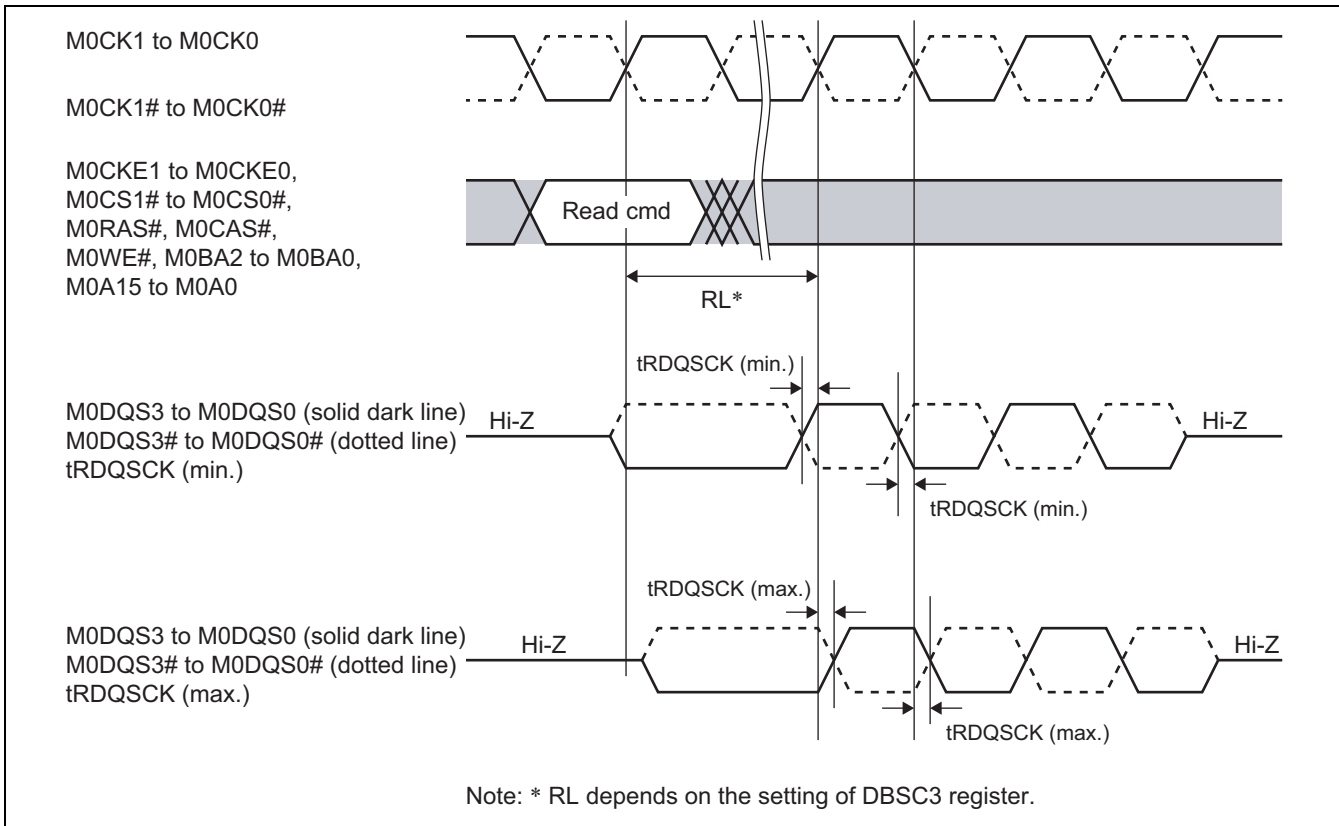 M0CK1 to M0CK0
M0CK1# to M0CK0#
M0CKE1 to M0CKE0,
M0CS1# to M0CS0#,
M0RAS#, M0CAS#,
M0WE#, M0BA2 to M0BA0,
M0A15 to M0A0
Read cmd
RL*
tRDQSCK (min.)
M0DQS3 to M0DQS0 (solid dark line)
M0DQS3# to M0DQS0# (dotted line)
tRDQSCK (min.)
Hi-Z
Hi-Z
tRDQSCK (min.)
tRDQSCK (max.)
M0DQS3 to M0DQS0 (solid dark line)
M0DQS3# to M0DQS0# (dotted line)
tRDQSCK (max.)
Hi-Z
Hi-Z
tRDQSCK (max.)
Note: * RL depends on the setting of DBSC3 register.